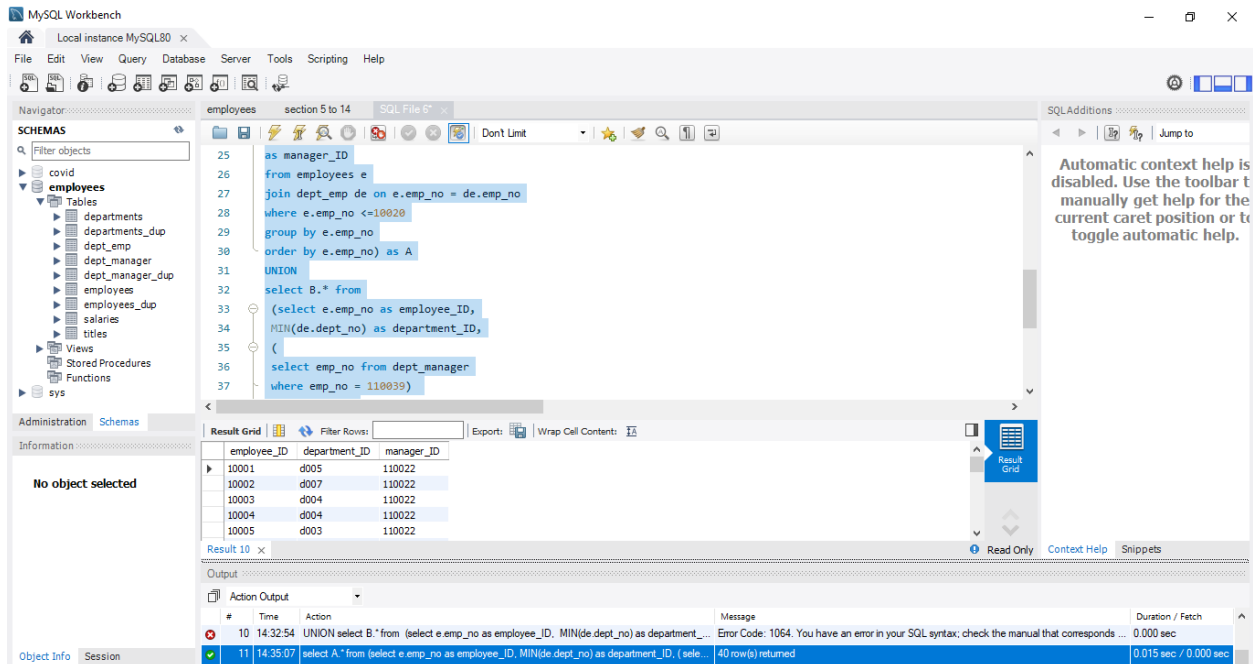 MySQL Workbench
Local instance MySQL80
File Edit View Query Database Server Tools Scripting Help
Navigator
SCHEMAS
Filter objects
covid
employees
Tables
departments
departments_dup
dept_emp
dept_manager
dept_manager_dup
employees
employees_dup
salaries
titles
Views
Stored Procedures
Functions
sys
Administration Schemas
Information
No object selected
Object Info Session
employees section 5 to 14 SQL File 6*
Don't Limit
25 as manager_ID
26 from employees e
27 join dept_emp de on e.emp_no = de.emp_no
28 where e.emp_no <=10020
29 group by e.emp_no
30 order by e.emp_no) as A
31 UNION
32 select B.* from
33 (select e.emp_no as employee_ID,
34 MIN(de.dept_no) as department_ID,
35 (
36 select emp_no from dept_manager
37 where emp_no = 110039)
Result Grid Filter Rows: Export: Wrap Cell Content:
employee_ID department_ID manager_ID
10001 d005 110022
10002 d007 110022
10003 d004 110022
10004 d004 110022
10005 d003 110022
Result Grid
Result 10 Read Only
SQLAdditions
Jump to
Automatic context help is
disabled. Use the toolbar t
manually get help for the
current caret position or to
toggle automatic help.
Context Help Snippets
Output
Action Output
# Time Action Message Duration / Fetch
10 14:32:54 UNION select B.* from (select e.emp_no as employee_ID, MIN(de.dept_no) as department_... Error Code: 1064. You have an error in your SQL syntax; check the manual that corresponds ... 0.000 sec
11 14:35:07 select A.* from (select e.emp_no as employee_ID, MIN(de.dept_no) as department_ID, ( sele... 40 row(s) returned 0.015 sec / 0.000 sec